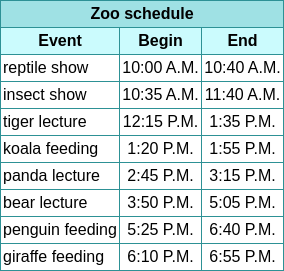 Zoo schedule
Event Begin End
reptile show 10:00 A.M. 10:40 A.M.
insect show 10:35 A.M. 11:40 A.M.
tiger lecture 12:15 P.M. 1:35 P.M.
koala feeding 1:20 P.M. 1:55 P.M.
panda lecture 2:45 P.M. 3:15 P.M.
bear lecture 3:50 P.M. 5:05 P.M.
penguin feeding 5:25 P.M. 6:40 P.M.
giraffe feeding 6:10 P.M. 6:55 P.M.